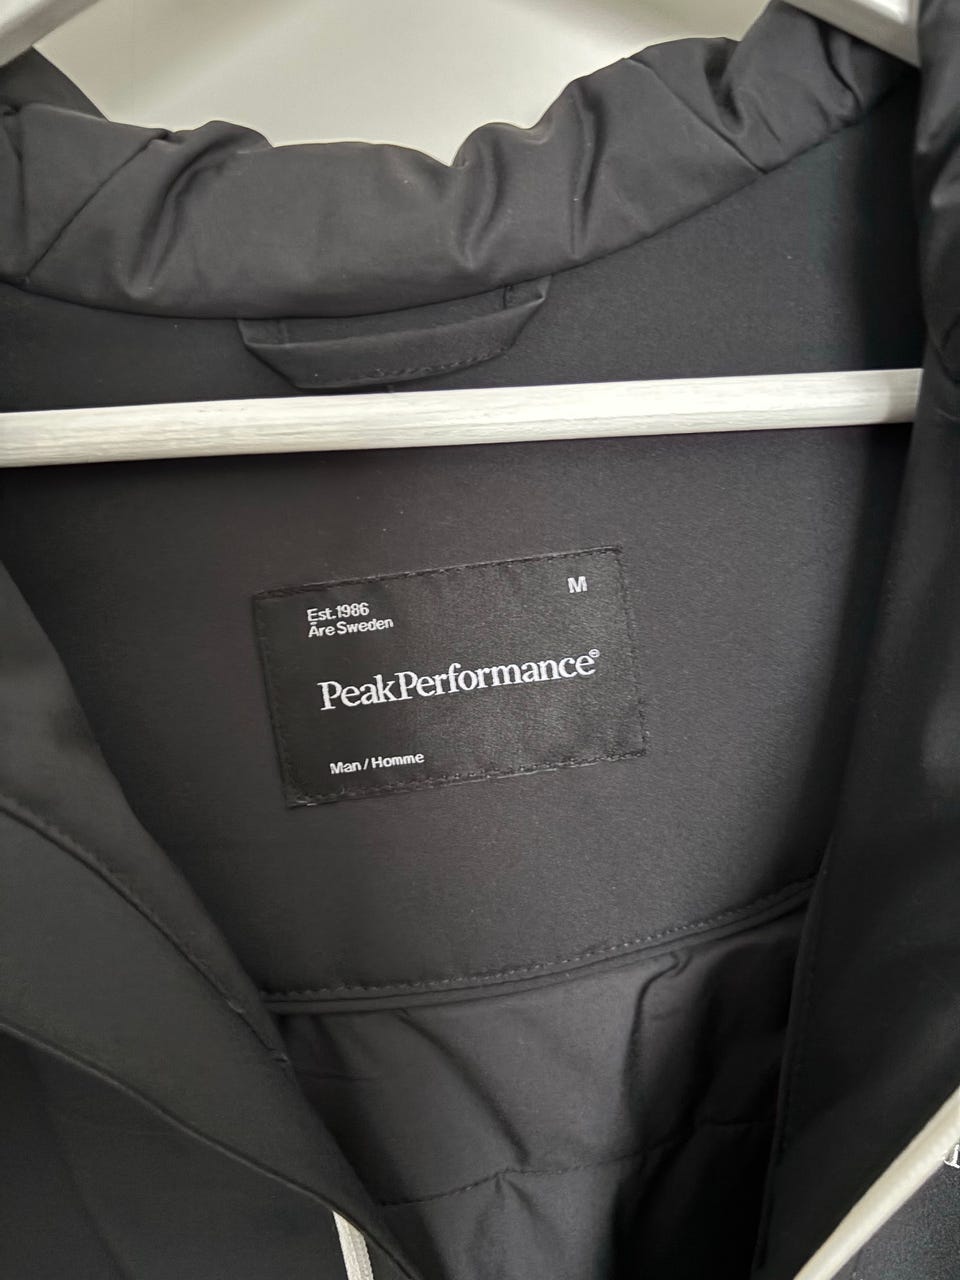 M
Est.1986
Åre Sweden
PeakPerformance®
Man / Homme